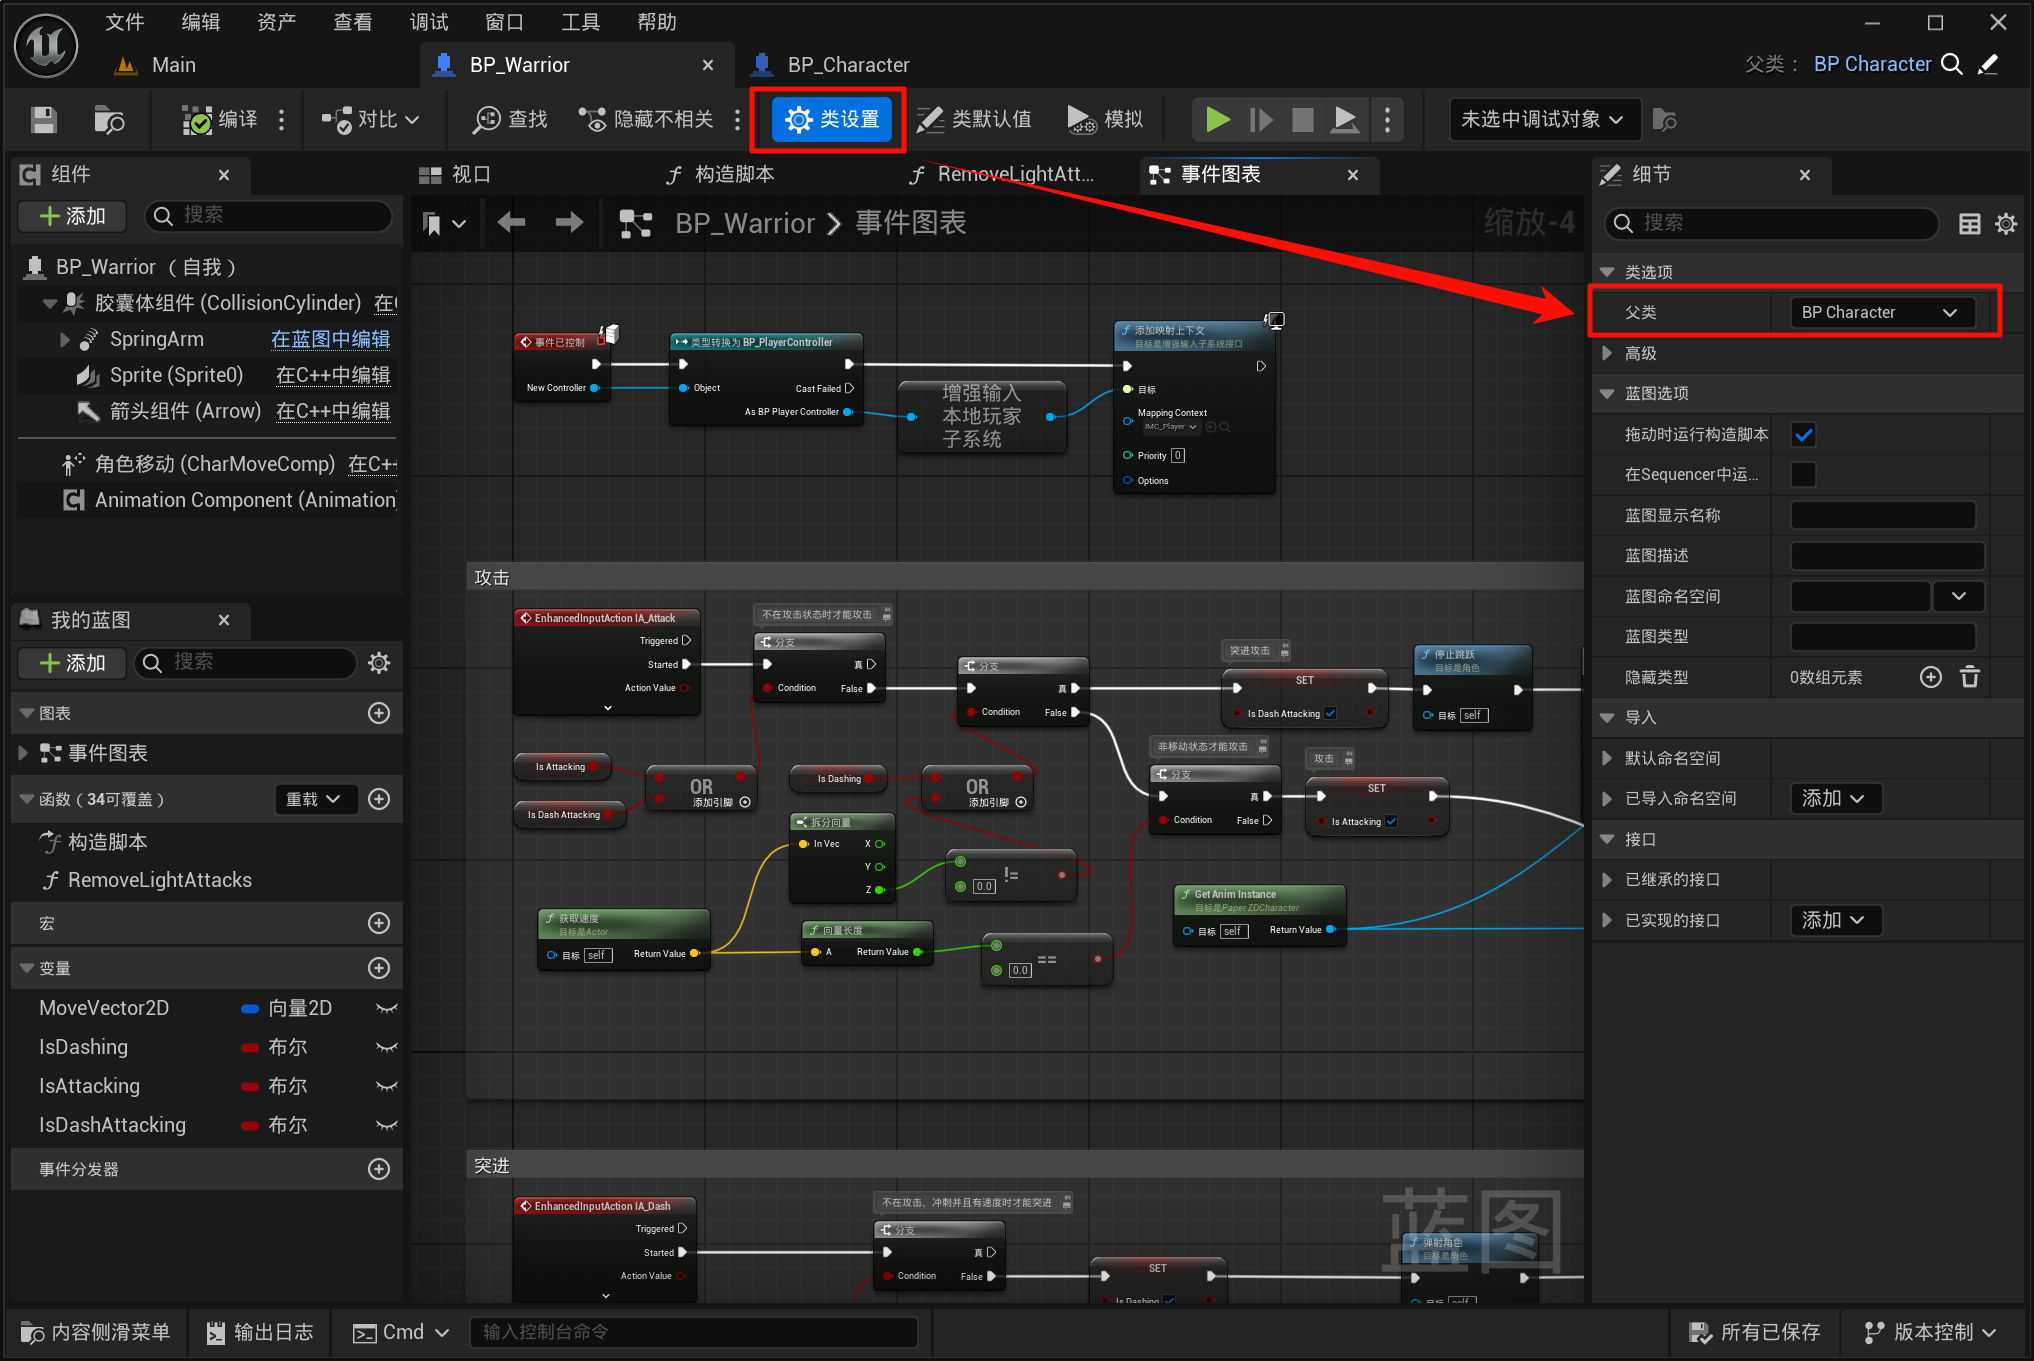 文件 编辑 资产 查看 调试 窗口 工具 帮助
Main
BP_Warrior
BP_Character
父类： BP Character
编译
对比
查找
隐藏不相关
类设置
类默认值
模拟
未选中调试对象
组件
添加
搜索
BP_Warrior （自我）
胶囊体组件 (CollisionCylinder) 在C
SpringArm 在蓝图中编辑
Sprite (Sprite0) 在C++中编辑
箭头组件 (Arrow) 在C++中编辑
角色移动 (CharMoveComp) 在C++
Animation Component (Animation
我的蓝图
添加
搜索
图表
事件图表
函数（34可覆盖）
重载
构造脚本
RemoveLightAttacks
宏
变量
MoveVector2D 向量2D
IsDashing 布尔
IsAttacking 布尔
IsDashAttacking 布尔
事件分发器
视口
构造脚本
RemoveLightAtt...
事件图表
BP_Warrior
事件图表
缩放-4
事件已控制
New Controller
类型转换为 BP_PlayerController
Object
Cast Failed
As BP Player Controller
增强输入
本地玩家
子系统
添加映射上下文
目标是增强输入子系统接口
目标
Mapping Context
IMC_Player
Priority 0
Options
攻击
EnhancedInputAction IA_Attack
Triggered
Started
Action Value
不在攻击状态时才能攻击
分支
真
Condition
False
分支
真
Condition
False
突进攻击
SET
Is Dash Attacking
停止跳跃
目标是角色
目标 self
非移动状态才能攻击
分支
真
Condition
False
攻击
SET
Is Attacking
Is Attacking
Is Dash Attacking
OR
添加引脚
Is Dashing
OR
添加引脚
拆分向量
In Vec
X
Y
Z
0.0
!=
获取速度
目标是Actor
目标 self
Return Value
向量长度
A
Return Value
0.0
==
Get Anim Instance
目标是Paper ZDCharacter
目标 self
Return Value
突进
EnhancedInputAction IA_Dash
Triggered
Started
Action Value
不在攻击、冲刺并且有速度时才能突进
分支
真
Condition
False
SET
Is Dashing
弹射角色
目标是角色
目标 self
蓝图
细节
搜索
类选项
父类
BP Character
高级
蓝图选项
拖动时运行构造脚本
在Sequencer中运...
蓝图显示名称
蓝图描述
蓝图命名空间
蓝图类型
隐藏类型
0数组元素
导入
默认命名空间
已导入命名空间
添加
接口
已继承的接口
已实现的接口
添加
内容侧滑菜单
输出日志
Cmd
输入控制台命令
所有已保存
版本控制